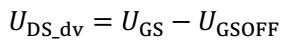 U_DS_dv = U_GS − U_GSOFF